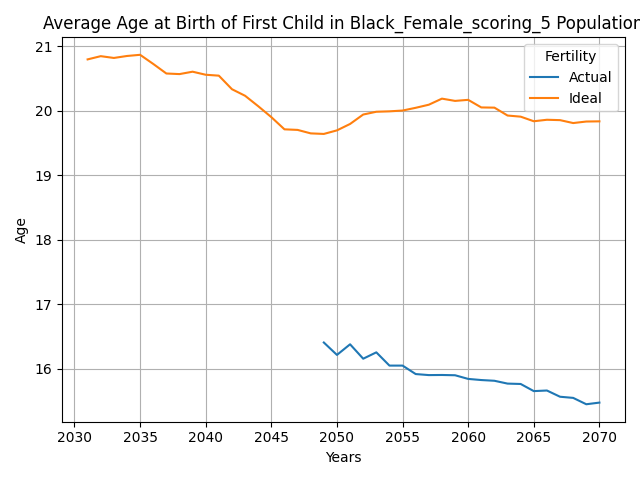 Average Age at Birth of First Child in Black_Female_scoring_5 Population
Fertility
Actual
Ideal
21
20
19
18
17
16
Age
2030 2035 2040 2045 2050 2055 2060 2065 2070
Years